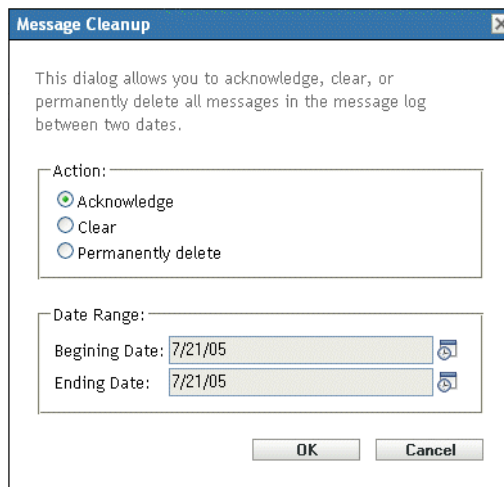 Message Cleanup
This dialog allows you to acknowledge, clear, or
permanently delete all messages in the message log
between two dates.
Action:
Acknowledge
Clear
Permanently delete
Date Range:
Begining Date: 7/21/05
Ending Date: 7/21/05
OK Cancel